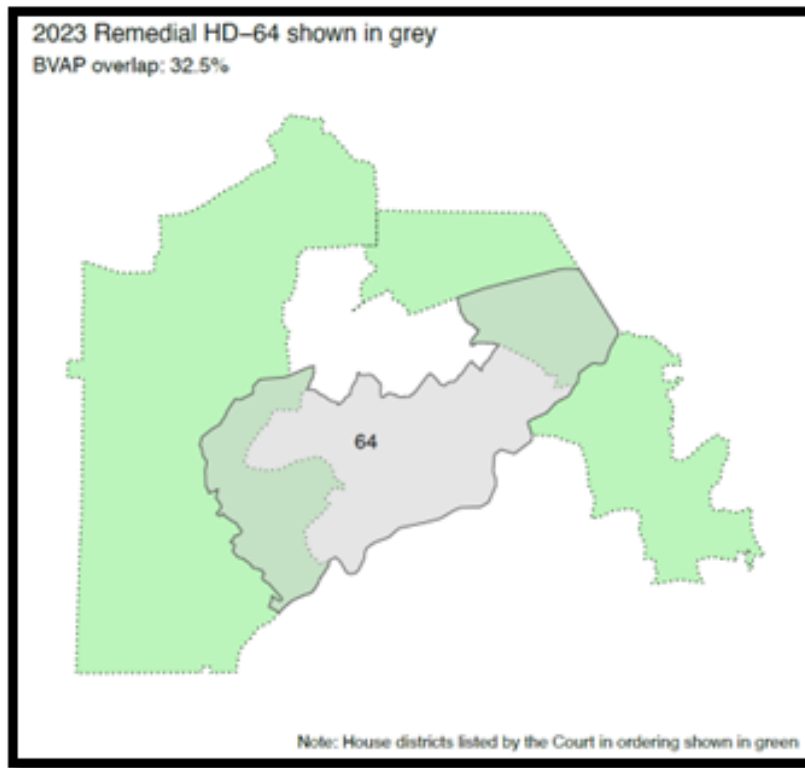 2023 Remedial HD–64 shown in grey
BVAP overlap: 32.5%
64
Note: House districts listed by the Court in ordering shown in green